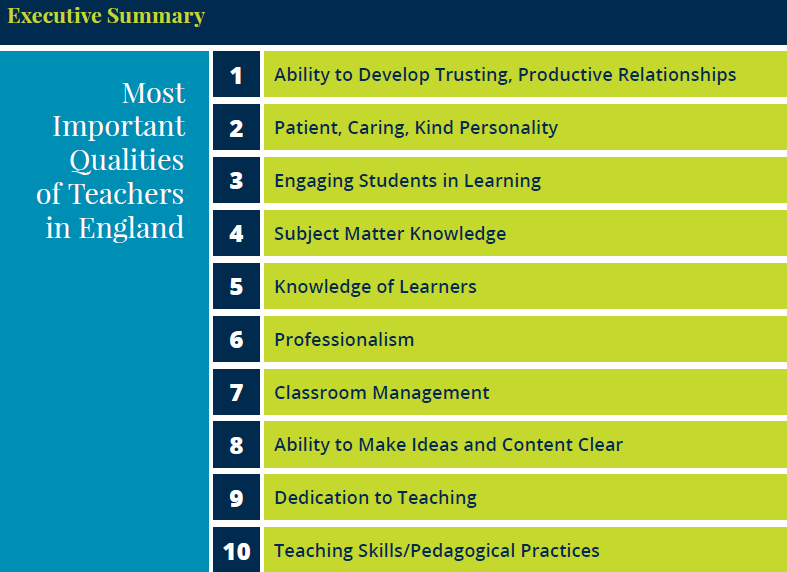 Executive Summary
Most
Important
Qualities
of Teachers
in England
1 Ability to Develop Trusting, Productive Relationships
2 Patient, Caring, Kind Personality
3 Engaging Students in Learning
4 Subject Matter Knowledge
5 Knowledge of Learners
6 Professionalism
7 Classroom Management
8 Ability to Make Ideas and Content Clear
9 Dedication to Teaching
10 Teaching Skills/Pedagogical Practices